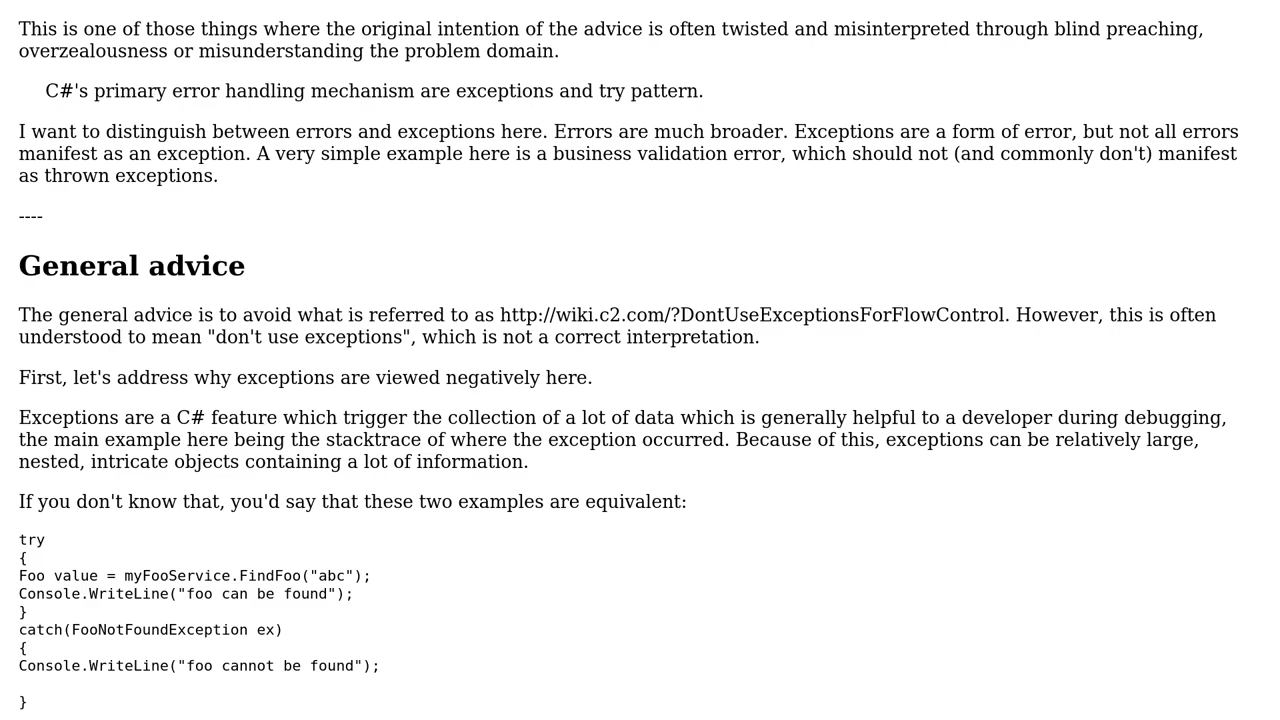 This is one of those things where the original intention of the advice is often twisted and misinterpreted through blind preaching,
overzealousness or misunderstanding the problem domain.
C#'s primary error handling mechanism are exceptions and try pattern.
I want to distinguish between errors and exceptions here. Errors are much broader. Exceptions are a form of error, but not all errors
manifest as an exception. A very simple example here is a business validation error, which should not (and commonly don't) manifest
as thrown exceptions.
----
General advice
The general advice is to avoid what is referred to as http://wiki.c2.com/?DontUseExceptionsForFlowControl. However, this is often
understood to mean "don't use exceptions", which is not a correct interpretation.
First, let's address why exceptions are viewed negatively here.
Exceptions are a C# feature which trigger the collection of a lot of data which is generally helpful to a developer during debugging,
the main example here being the stacktrace of where the exception occurred. Because of this, exceptions can be relatively large,
nested, intricate objects containing a lot of information.
If you don't know that, you'd say that these two examples are equivalent:
try
{
Foo value = myFooService.FindFoo("abc");
Console.WriteLine("foo can be found");
}
catch(FooNotFoundException ex)
{
Console.WriteLine("foo cannot be found");
}